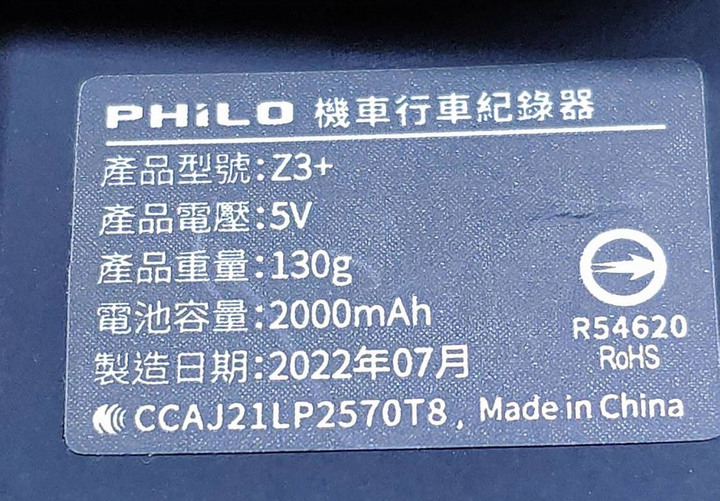 PHiLO 機車行車紀錄器
產品型號:Z3+
產品電壓:5V
產品重量:130g
電池容量:2000mAh
製造日期:2022年07月
R54620
RoHS
CCAJ21LP2570T8, Made in China